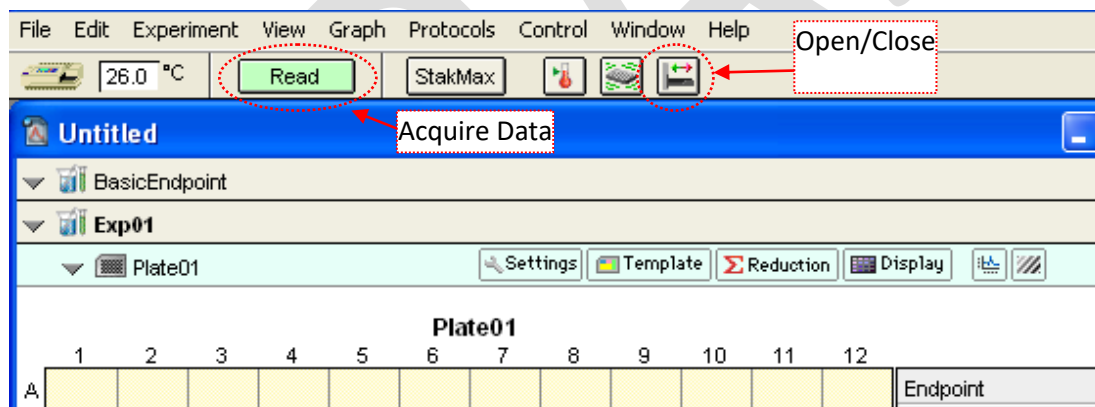 File Edit Experiment View Graph Protocols Control Window Help
Open/Close
26.0 °C Read StakMax
Acquire Data
Untitled
BasicEndpoint
Exp01
Plate01 Settings Template Reduction Display
Plate01
1 2 3 4 5 6 7 8 9 10 11 12
A
Endpoint